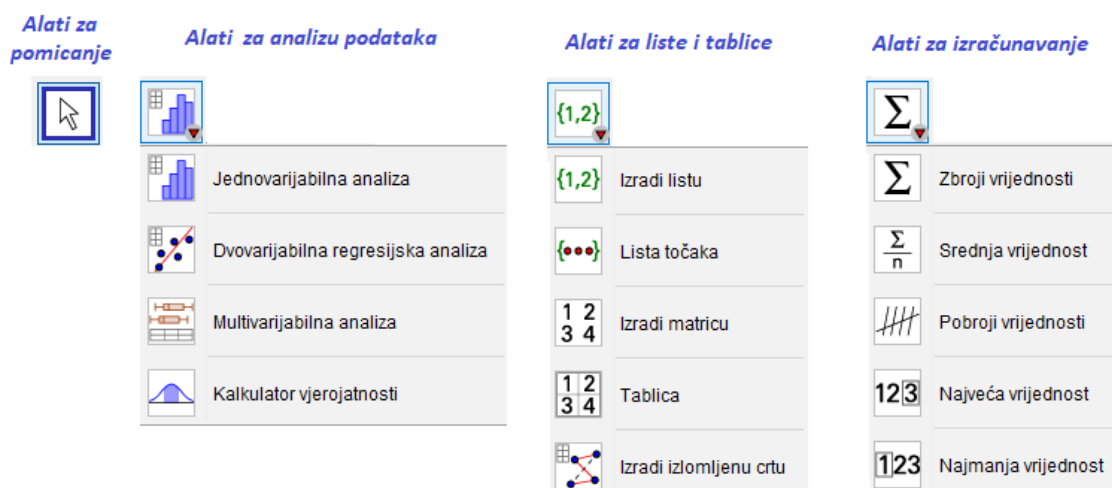 Alati za
pomicanje
Alati za analizu podataka
Jednovarijabilna analiza
Dvovarijabilna regresijska analiza
Multivarijabilna analiza
Kalkulator vjerojatnosti
Alati za liste i tablice
{1,2}
{1,2} Izradi listu
Lista točaka
1 2
3 4
Izradi matricu
1 2
3 4
Tablica
Izradi izlomljenu crtu
Alati za izračunavanje
Σ
Σ Zbroji vrijednosti
Σ
n
Srednja vrijednost
Pobroji vrijednosti
123 Najveća vrijednost
123 Najmanja vrijednost